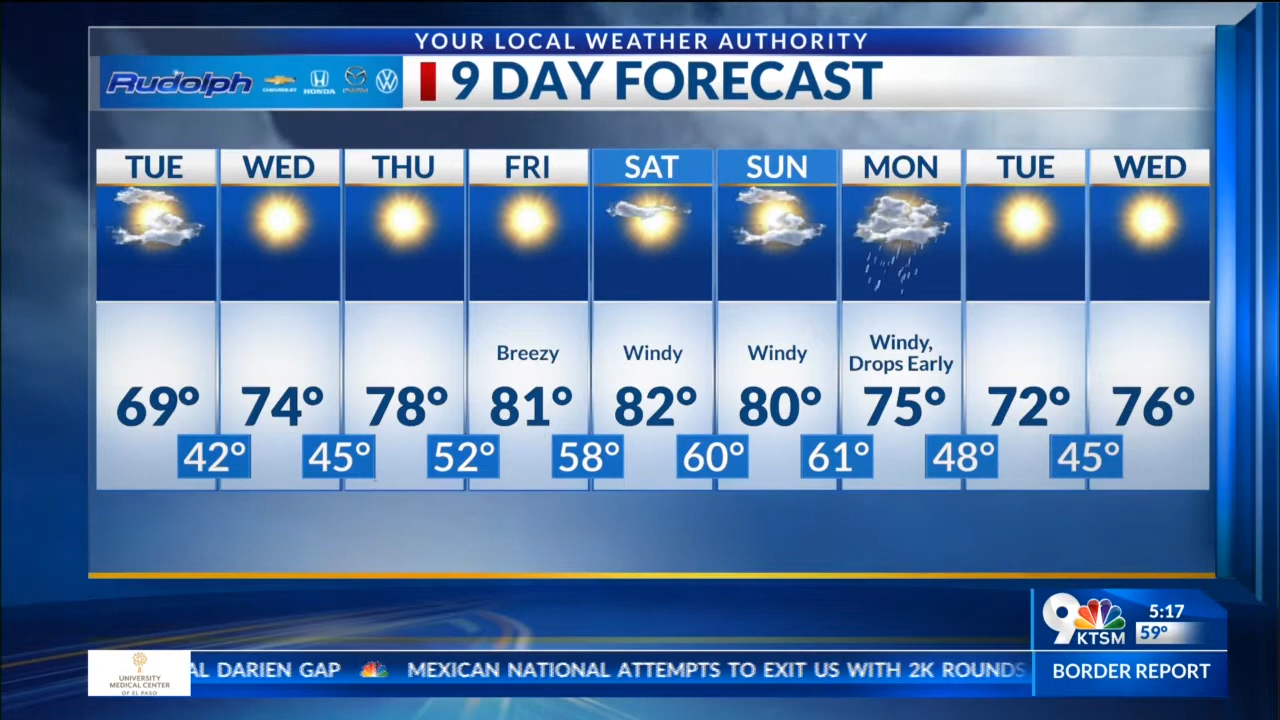 YOUR LOCAL WEATHER AUTHORITY
Rudolph CHEVROLET HONDA
9 DAY FORECAST
TUE WED THU FRI SAT SUN MON TUE WED
Breezy Windy Windy Windy,
Drops Early
69° 74° 78° 81° 82° 80° 75° 72° 76°
42° 45° 52° 58° 60° 61° 48° 45°
9 KTSM
5:17
59°
UNIVERSITY
MEDICAL CENTER
OF EL PASO
AL DARIEN GAP MEXICAN NATIONAL ATTEMPTS TO EXIT US WITH 2K ROUNDS
BORDER REPORT